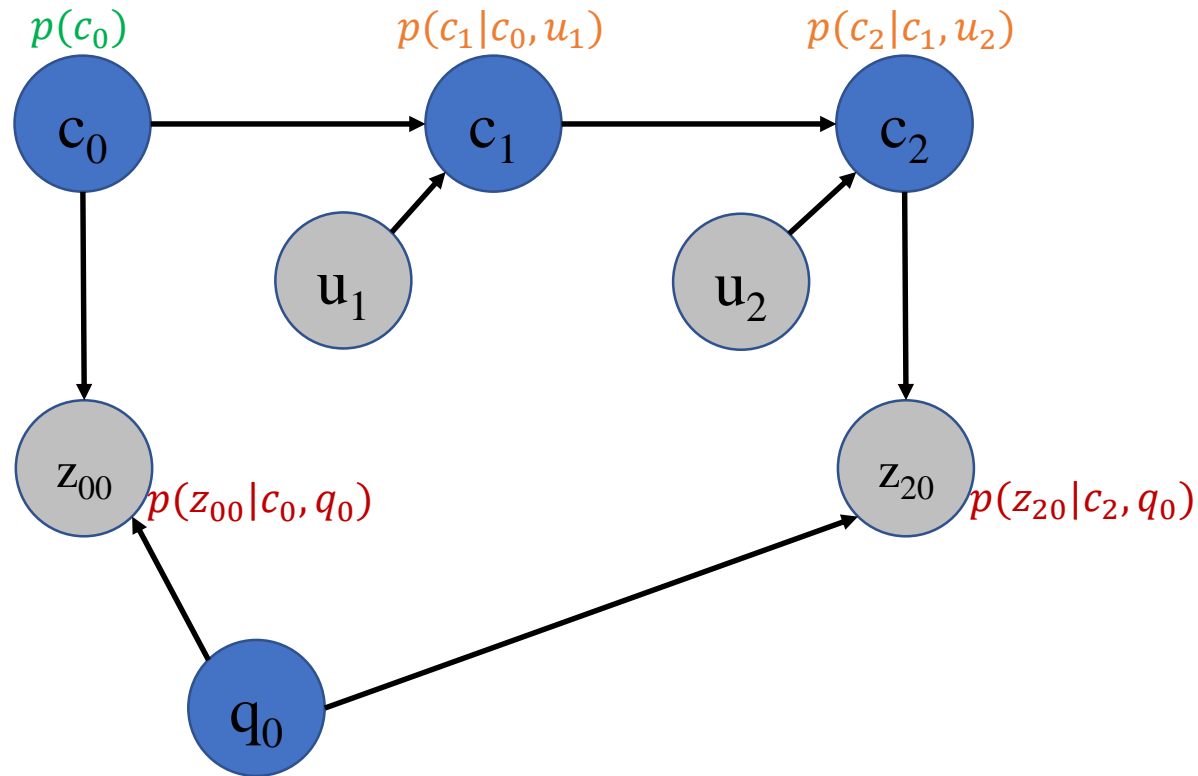 p(c₀)
p(c₁|c₀, u₁)
p(c₂|c₁, u₂)
c₀
c₁
c₂
u₁
u₂
z₀₀
z₂₀
p(z₀₀|c₀, q₀)
p(z₂₀|c₂, q₀)
q₀